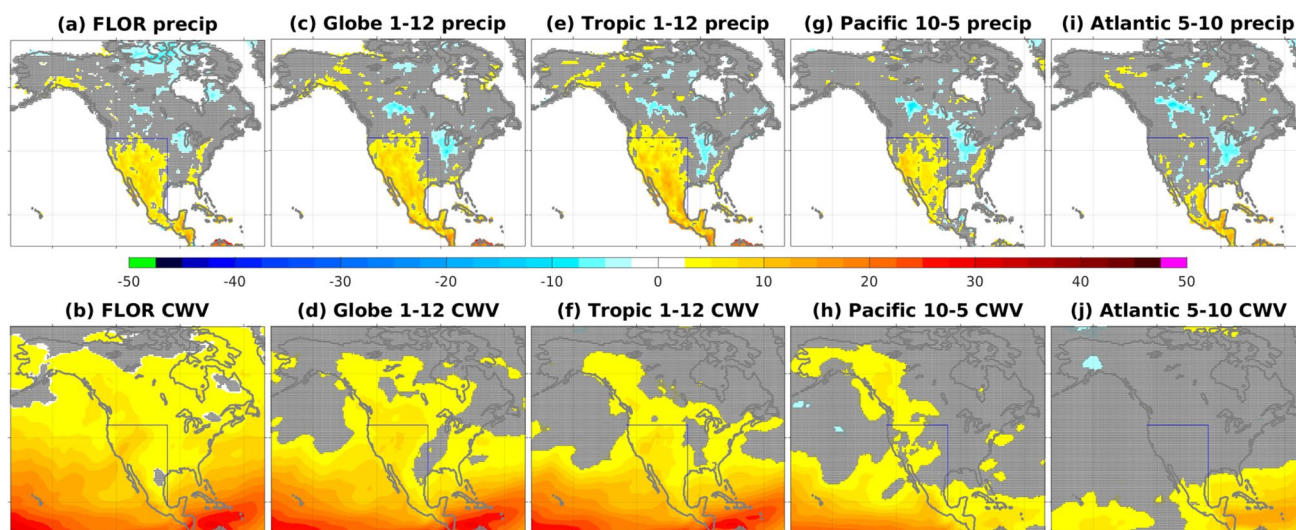 (a) FLOR precip (c) Globe 1-12 precip (e) Tropic 1-12 precip (g) Pacific 10-5 precip (i) Atlantic 5-10 precip
-50 -40 -30 -20 -10 0 10 20 30 40 50
(b) FLOR CWV (d) Globe 1-12 CWV (f) Tropic 1-12 CWV (h) Pacific 10-5 CWV (j) Atlantic 5-10 CWV